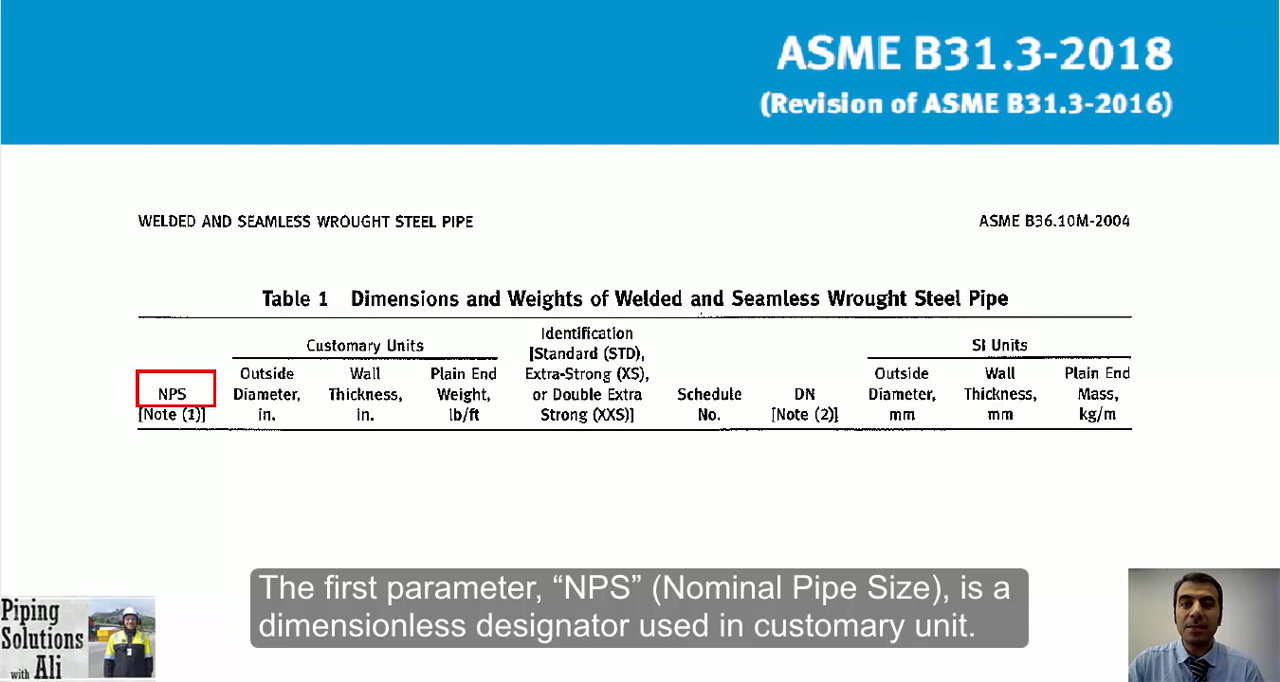 ASME B31.3-2018
(Revision of ASME B31.3-2016)
WELDED AND SEAMLESS WROUGHT STEEL PIPE
ASME B36.10M-2004
Table 1 Dimensions and Weights of Welded and Seamless Wrought Steel Pipe
Customary Units
Identification
[Standard (STD),
Extra-Strong (XS),
or Double Extra
Strong (XXS)]
SI Units
NPS
[Note (1)]
Outside
Diameter,
in.
Wall
Thickness,
in.
Plain End
Weight,
lb/ft
Schedule
No.
DN
[Note (2)]
Outside
Diameter,
mm
Wall
Thickness,
mm
Plain End
Mass,
kg/m
The first parameter, “NPS” (Nominal Pipe Size), is a
dimensionless designator used in customary unit.
Piping
Solutions
with Ali